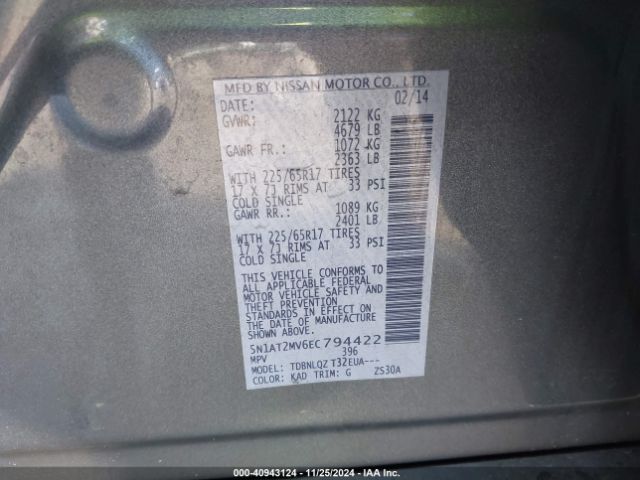 MFD BY NISSAN MOTOR CO., LTD.
DATE: 02/14
GVWR: 2122 KG
4679 LB
GAWR FR.: 1072 KG
2363 LB
WITH 225/65R17 TIRES
17 X 7J RIMS AT 33 PSI
COLD SINGLE
GAWR RR.: 1089 KG
2401 LB
WITH 225/65R17 TIRES
17 X 7J RIMS AT 33 PSI
COLD SINGLE
THIS VEHICLE CONFORMS TO
ALL APPLICABLE FEDERAL
MOTOR VEHICLE SAFETY AND
THEFT PREVENTION
STANDARDS IN EFFECT ON THE
DATE OF MANUFACTURE
SHOWN ABOVE.
5N1AT2MV6EC794422
MPV 396
MODEL: TDBNLQZ T32EUA---
COLOR: KAD TRIM: G ZS30A
000-40943124 - 11/25/2024 - IAA Inc.